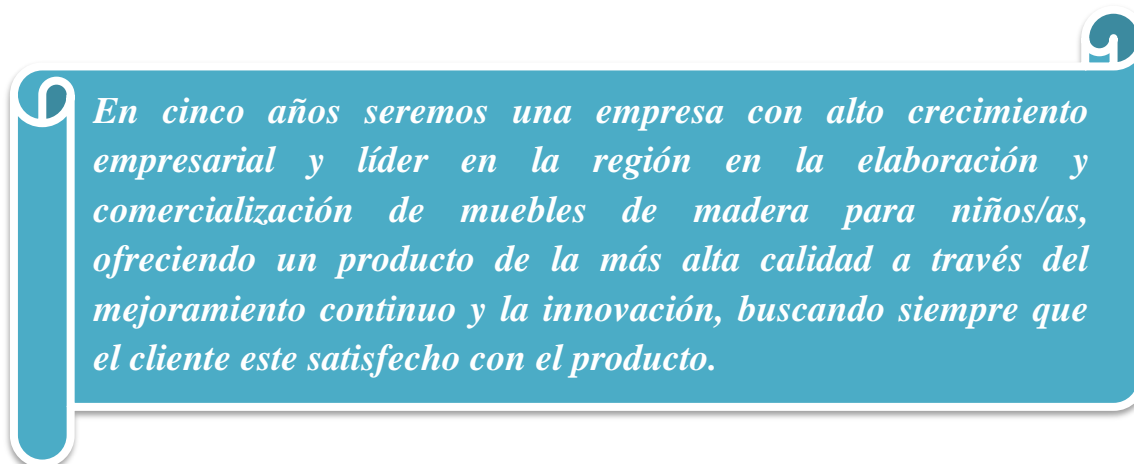 En cinco años seremos una empresa con alto crecimiento
empresarial y líder en la región en la elaboración y
comercialización de muebles de madera para niños/as,
ofreciendo un producto de la más alta calidad a través del
mejoramiento continuo y la innovación, buscando siempre que
el cliente este satisfecho con el producto.